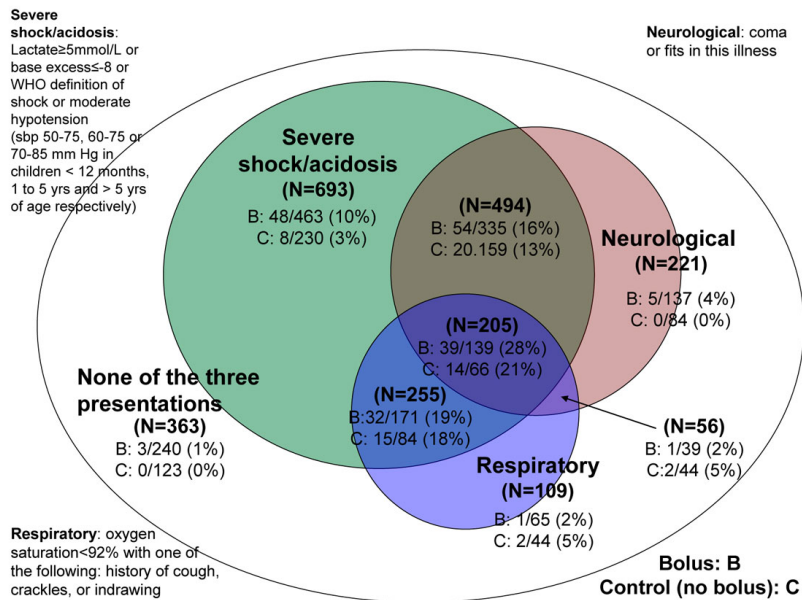 Severe
shock/acidosis:
Lactate≥5mmol/L or
base excess≤-8 or
WHO definition of
shock or moderate
hypotension
(sbp 50-75, 60-75 or
70-85 mm Hg in
children < 12 months,
1 to 5 yrs and > 5 yrs
of age respectively)
Neurological: coma
or fits in this illness
Severe
shock/acidosis
(N=693)
B: 48/463 (10%)
C: 8/230 (3%)
(N=494)
B: 54/335 (16%)
C: 20.159 (13%)
Neurological
(N=221)
B: 5/137 (4%)
C: 0/84 (0%)
(N=205)
B: 39/139 (28%)
C: 14/66 (21%)
None of the three
presentations
(N=363)
B: 3/240 (1%)
C: 0/123 (0%)
(N=255)
B:32/171 (19%)
C: 15/84 (18%)
(N=56)
B: 1/39 (2%)
C:2/44 (5%)
Respiratory
(N=109)
B: 1/65 (2%)
C: 2/44 (5%)
Respiratory: oxygen
saturation<92% with one of
the following: history of cough,
crackles, or indrawing
Bolus: B
Control (no bolus): C